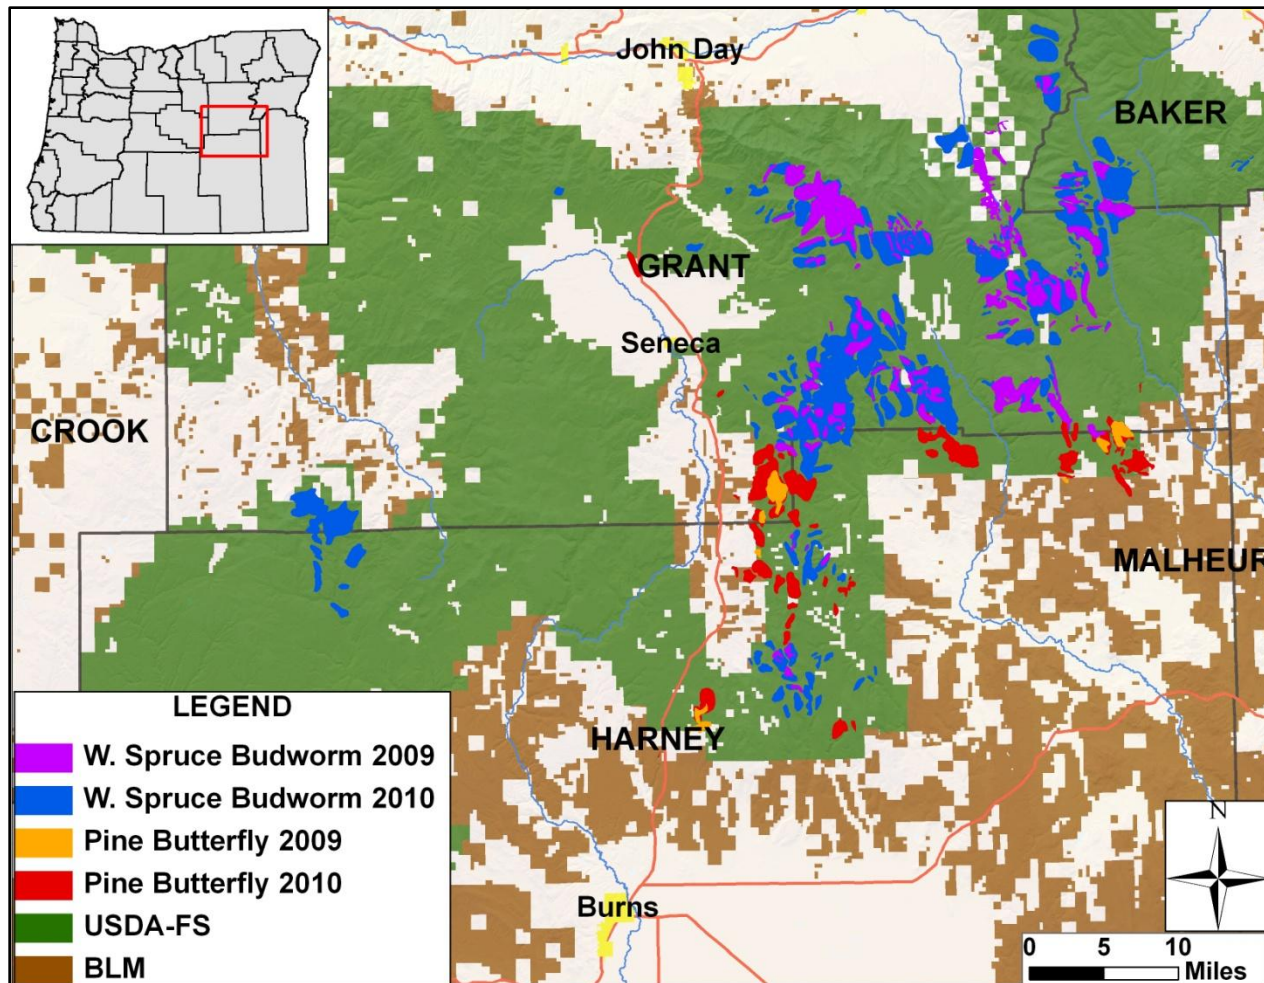 John Day
BAKER
GRANT
Seneca
CROOK
MALHEUR
HARNEY
Burns
LEGEND
W. Spruce Budworm 2009
W. Spruce Budworm 2010
Pine Butterfly 2009
Pine Butterfly 2010
USDA-FS
BLM
N
0 5 10
Miles